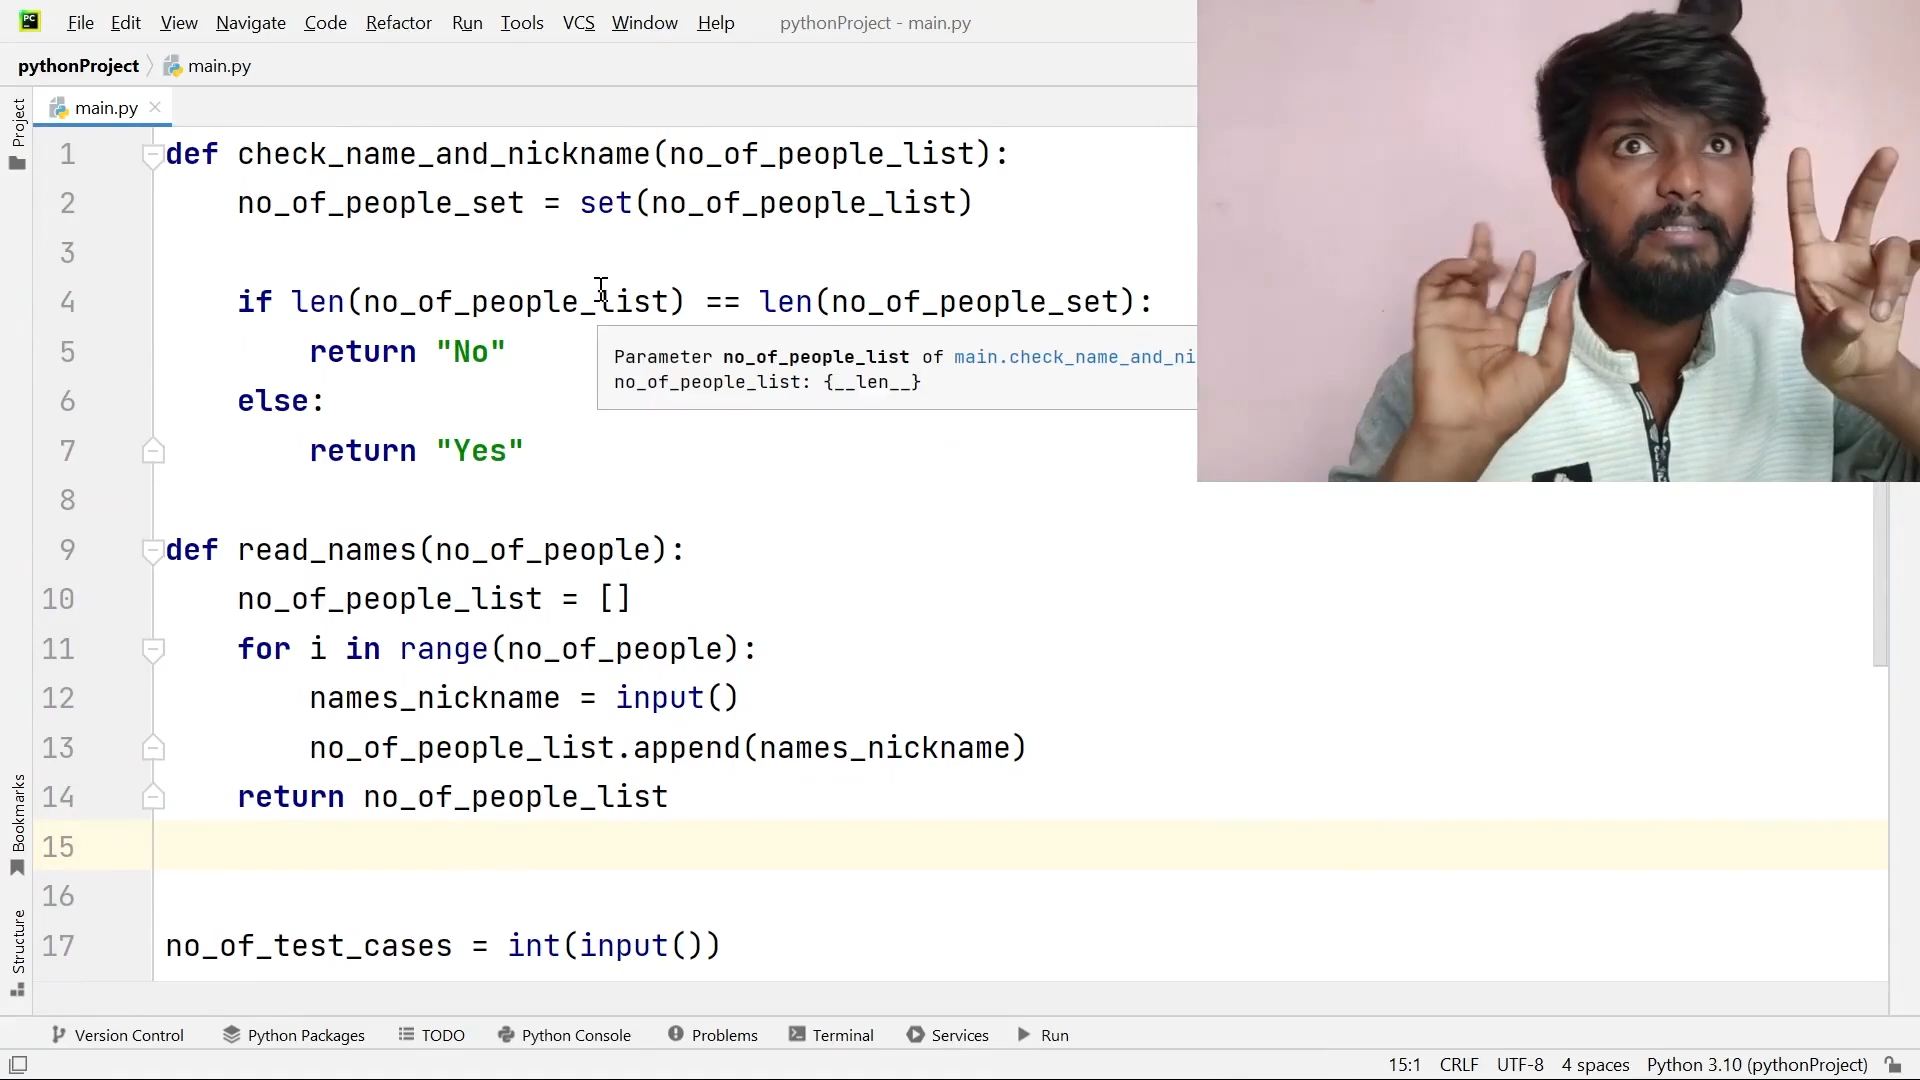 PC File Edit View Navigate Code Refactor Run Tools VCS Window Help pythonProject - main.py
pythonProject main.py
Project
main.py
1 def check_name_and_nickname(no_of_people_list):
2 no_of_people_set = set(no_of_people_list)
3
4 if len(no_of_people_list) == len(no_of_people_set):
5 return "No"
Parameter no_of_people_list of main.check_name_and_ni
no_of_people_list: {__len__}
6 else:
7 return "Yes"
8
9 def read_names(no_of_people):
10 no_of_people_list = []
11 for i in range(no_of_people):
12 names_nickname = input()
13 no_of_people_list.append(names_nickname)
14 return no_of_people_list
15
16
17 no_of_test_cases = int(input())
Bookmarks
Structure
Version Control Python Packages TODO Python Console Problems Terminal Services Run
15:1 CRLF UTF-8 4 spaces Python 3.10 (pythonProject)